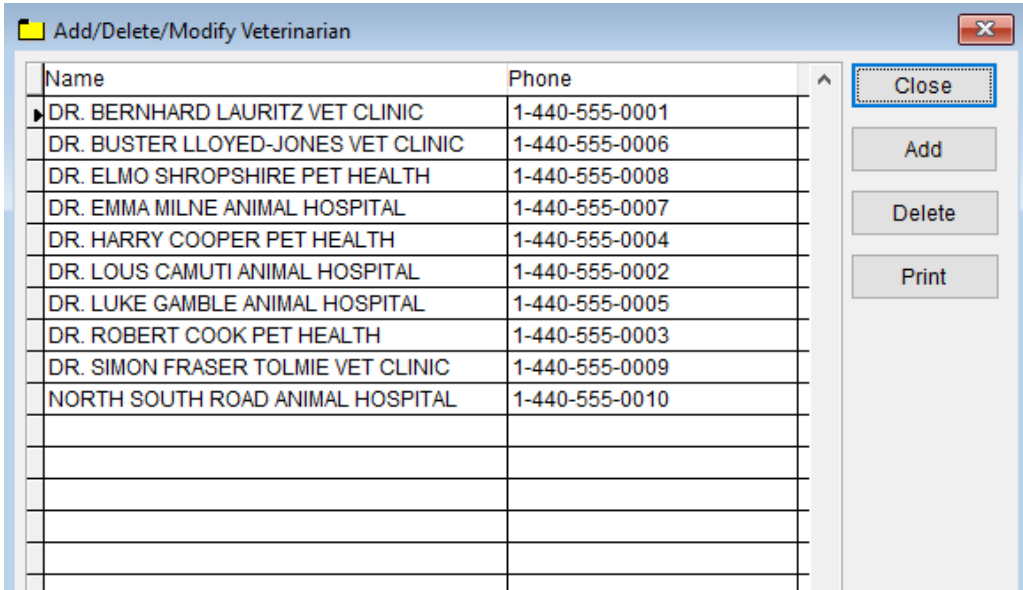 Add/Delete/Modify Veterinarian
Name Phone
DR. BERNHARD LAURITZ VET CLINIC 1-440-555-0001
DR. BUSTER LLOYED-JONES VET CLINIC 1-440-555-0006
DR. ELMO SHROPSHIRE PET HEALTH 1-440-555-0008
DR. EMMA MILNE ANIMAL HOSPITAL 1-440-555-0007
DR. HARRY COOPER PET HEALTH 1-440-555-0004
DR. LOUS CAMUTI ANIMAL HOSPITAL 1-440-555-0002
DR. LUKE GAMBLE ANIMAL HOSPITAL 1-440-555-0005
DR. ROBERT COOK PET HEALTH 1-440-555-0003
DR. SIMON FRASER TOLMIE VET CLINIC 1-440-555-0009
NORTH SOUTH ROAD ANIMAL HOSPITAL 1-440-555-0010
Close
Add
Delete
Print